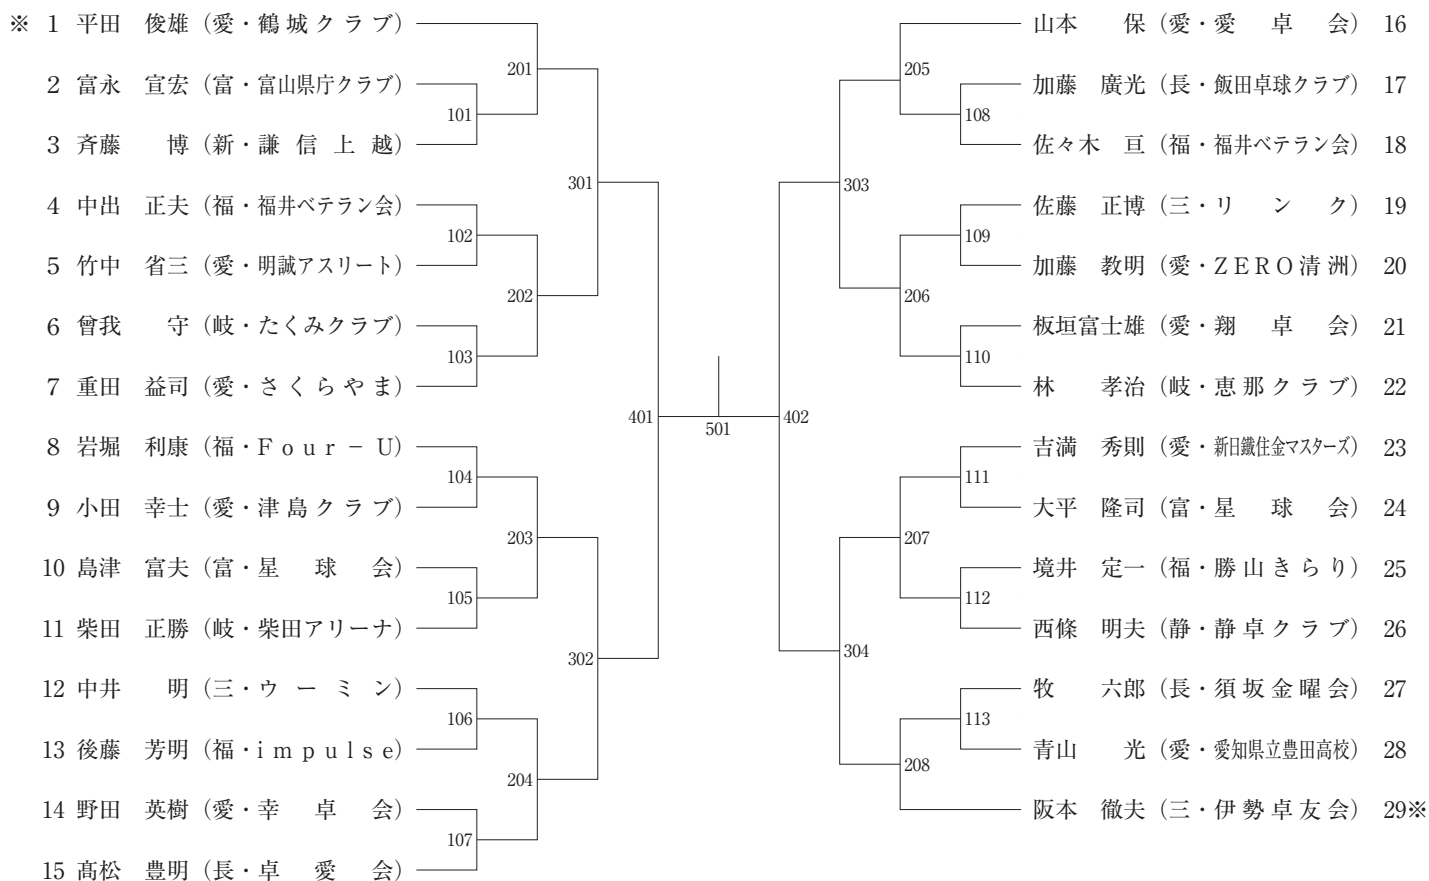 ※ 1 平田 俊雄（愛・鶴城クラブ）
2 富永 宣宏（富・富山県庁クラブ）
3 斉藤 博（新・謙信上越）
4 中出 正夫（福・福井ベテラン会）
5 竹中 省三（愛・明誠アスリート）
6 曾我 守（岐・たくみクラブ）
7 重田 益司（愛・さくらやま）
8 岩堀 利康（福・Four－U）
9 小田 幸士（愛・津島クラブ）
10 島津 富夫（富・星球会）
11 柴田 正勝（岐・柴田アリーナ）
12 中井 明（三・ウーミン）
13 後藤 芳明（福・impulse）
14 野田 英樹（愛・幸卓会）
15 髙松 豊明（長・卓愛会）
101
102
103
104
105
106
107
201
202
203
204
301
302
401
501
402
303
304
205
206
207
208
108
109
110
111
112
113
山本 保（愛・愛卓会） 16
加藤 廣光（長・飯田卓球クラブ） 17
佐々木 亘（福・福井ベテラン会） 18
佐藤 正博（三・リンク） 19
加藤 教明（愛・ZERO清洲） 20
板垣富士雄（愛・翔卓会） 21
林 孝治（岐・恵那クラブ） 22
吉満 秀則（愛・新日鐵住金マスターズ） 23
大平 隆司（富・星球会） 24
境井 定一（福・勝山きらり） 25
西條 明夫（静・静卓クラブ） 26
牧 六郎（長・須坂金曜会） 27
青山 光（愛・愛知県立豊田高校） 28
阪本 徹夫（三・伊勢卓友会） 29※